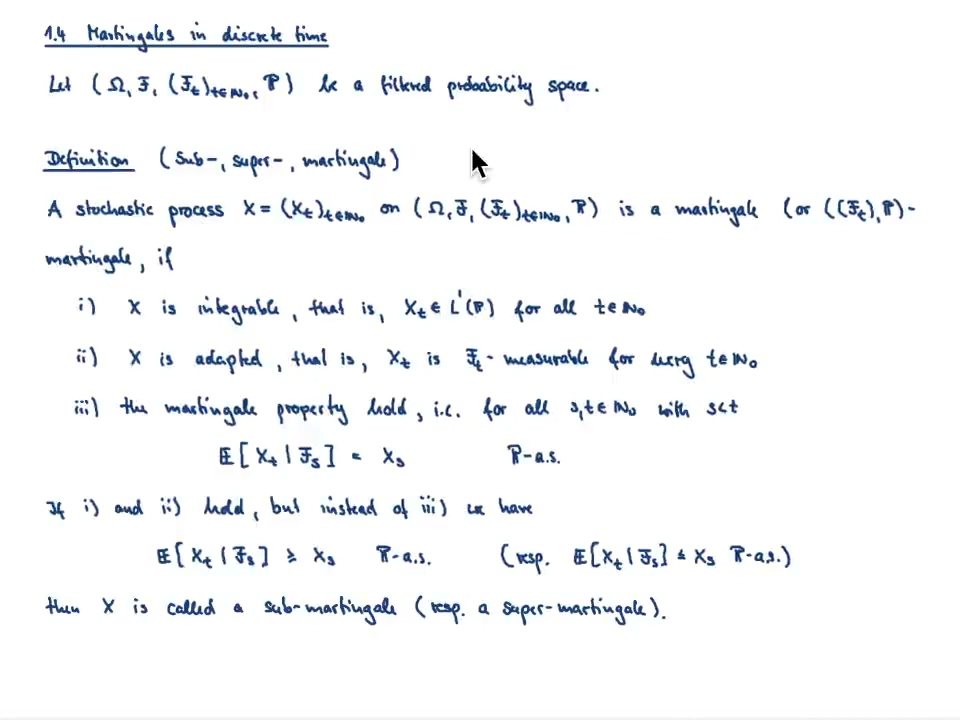 1.4 Martingales in discrete time
Let (Ω, ℱ, (ℱₜ)ₜ∈ℕ₀, ℙ) be a filtered probability space.
Definition (Sub-, super-, martingale)
A stochastic process X = (Xₜ)ₜ∈ℕ₀ on (Ω, ℱ, (ℱₜ)ₜ∈ℕ₀, ℙ) is a martingale (or ((ℱₜ), ℙ)-
martingale, if
i) X is integrable, that is, Xₜ ∈ L¹(ℙ) for all t∈ℕ₀
ii) X is adapted, that is, Xₜ is ℱₜ-measurable for every t∈ℕ₀
iii) the martingale property hold, i.e. for all s,t∈ℕ₀ with s<t
𝔼[Xₜ | ℱₛ] = Xₛ ℙ-a.s.
If i) and ii) hold, but instead of iii) we have
𝔼[Xₜ | ℱₛ] ≥ Xₛ ℙ-a.s. (resp. 𝔼[Xₜ | ℱₛ] ≤ Xₛ ℙ-a.s.)
then X is called a sub-martingale (resp. a super-martingale).